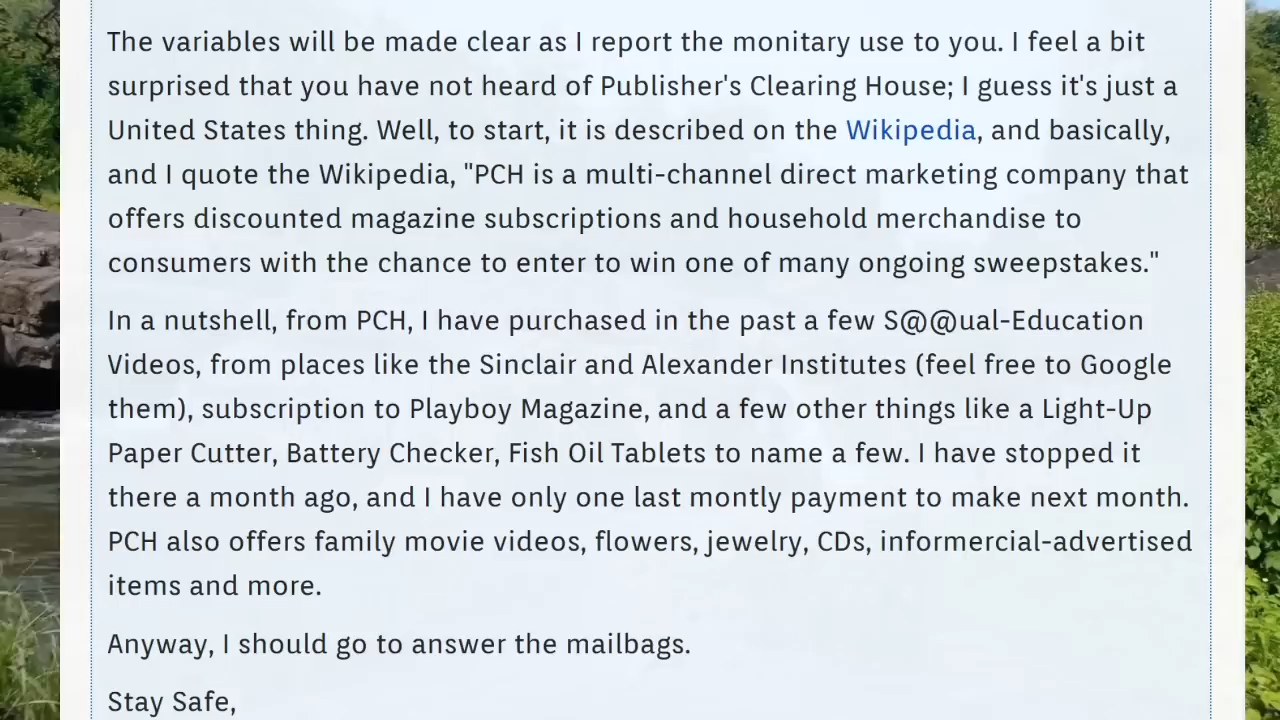 The variables will be made clear as I report the monitary use to you. I feel a bit
surprised that you have not heard of Publisher's Clearing House; I guess it's just a
United States thing. Well, to start, it is described on the Wikipedia, and basically,
and I quote the Wikipedia, "PCH is a multi-channel direct marketing company that
offers discounted magazine subscriptions and household merchandise to
consumers with the chance to enter to win one of many ongoing sweepstakes."
In a nutshell, from PCH, I have purchased in the past a few S@@ual-Education
Videos, from places like the Sinclair and Alexander Institutes (feel free to Google
them), subscription to Playboy Magazine, and a few other things like a Light-Up
Paper Cutter, Battery Checker, Fish Oil Tablets to name a few. I have stopped it
there a month ago, and I have only one last montly payment to make next month.
PCH also offers family movie videos, flowers, jewelry, CDs, informercial-advertised
items and more.
Anyway, I should go to answer the mailbags.
Stay Safe,